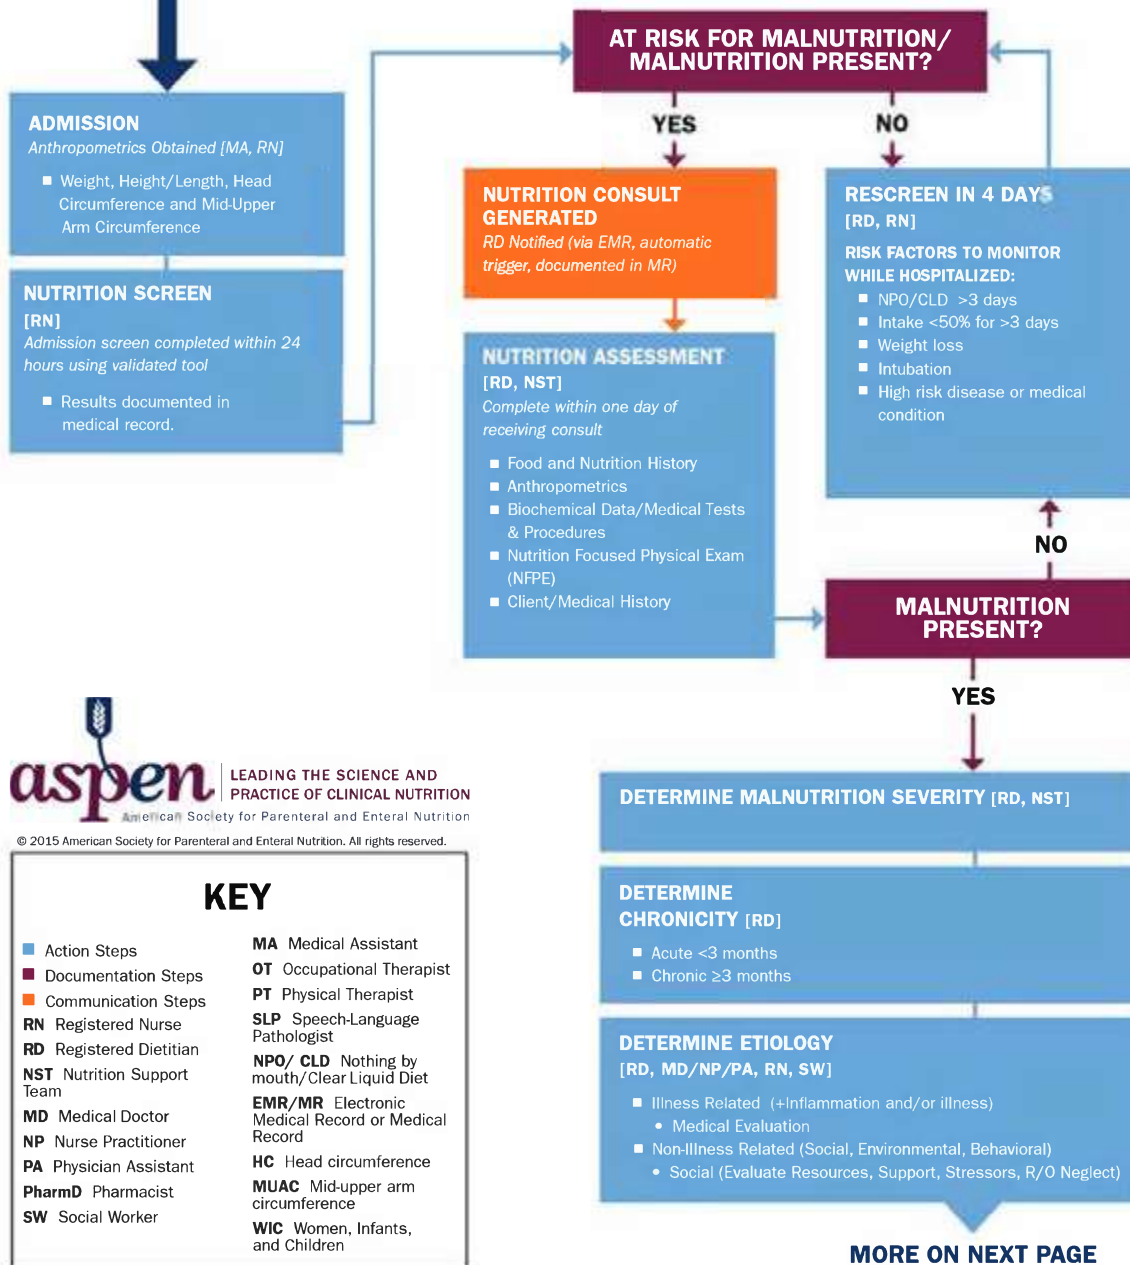 ADMISSION
Anthropometrics Obtained [MA, RN]
■ Weight, Height/Length, Head
Circumference and Mid-Upper
Arm Circumference
NUTRITION SCREEN
[RN]
Admission screen completed within 24
hours using validated tool
■ Results documented in
medical record.
AT RISK FOR MALNUTRITION/
MALNUTRITION PRESENT?
YES
NO
NUTRITION CONSULT
GENERATED
RD Notified (via EMR, automatic
trigger, documented in MR)
NUTRITION ASSESSMENT
[RD, NST]
Complete within one day of
receiving consult
■ Food and Nutrition History
■ Anthropometrics
■ Biochemical Data/Medical Tests
& Procedures
■ Nutrition Focused Physical Exam
(NFPE)
■ Client/Medical History
RESCREEN IN 4 DAYS
[RD, RN]
RISK FACTORS TO MONITOR
WHILE HOSPITALIZED:
■ NPO/CLD >3 days
■ Intake <50% for >3 days
■ Weight loss
■ Intubation
■ High risk disease or medical
condition
NO
MALNUTRITION
PRESENT?
YES
DETERMINE MALNUTRITION SEVERITY [RD, NST]
DETERMINE
CHRONICITY [RD]
■ Acute <3 months
■ Chronic ≥3 months
DETERMINE ETIOLOGY
[RD, MD/NP/PA, RN, SW]
■ Illness Related (+Inflammation and/or illness)
• Medical Evaluation
■ Non-Illness Related (Social, Environmental, Behavioral)
• Social (Evaluate Resources, Support, Stressors, R/O Neglect)
MORE ON NEXT PAGE
aspen
LEADING THE SCIENCE AND
PRACTICE OF CLINICAL NUTRITION
American Society for Parenteral and Enteral Nutrition
© 2015 American Society for Parenteral and Enteral Nutrition. All rights reserved.
KEY
■ Action Steps
■ Documentation Steps
■ Communication Steps
RN Registered Nurse
RD Registered Dietitian
NST Nutrition Support
Team
MD Medical Doctor
NP Nurse Practitioner
PA Physician Assistant
PharmD Pharmacist
SW Social Worker
MA Medical Assistant
OT Occupational Therapist
PT Physical Therapist
SLP Speech-Language
Pathologist
NPO/ CLD Nothing by
mouth/Clear Liquid Diet
EMR/MR Electronic
Medical Record or Medical
Record
HC Head circumference
MUAC Mid-upper arm
circumference
WIC Women, Infants,
and Children